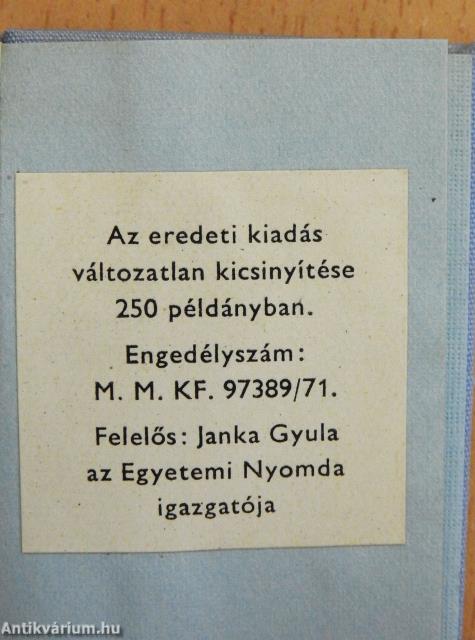 Az eredeti kiadás
változatlan kicsinyítése
250 példányban.
Engedélyszám:
M. M. KF. 97389/71.
Felelős: Janka Gyula
az Egyetemi Nyomda
igazgatója
Antikvárium.hu